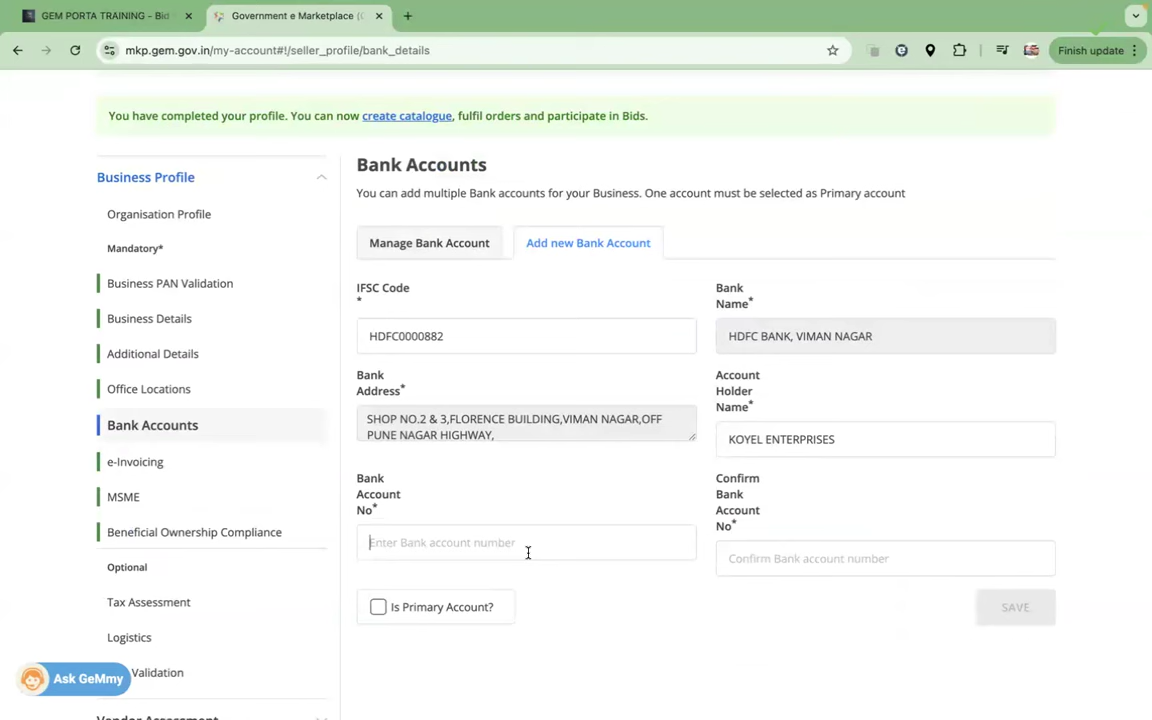 GEM PORTA TRAINING - Bid
Government e Marketplace (
mkp.gem.gov.in/my-account#!/seller_profile/bank_details
Finish update
You have completed your profile. You can now create catalogue, fulfil orders and participate in Bids.
Business Profile
Organisation Profile
Mandatory*
Business PAN Validation
Business Details
Additional Details
Office Locations
Bank Accounts
e-Invoicing
MSME
Beneficial Ownership Compliance
Optional
Tax Assessment
Logistics
Validation
Ask GeMmy
Bank Accounts
You can add multiple Bank accounts for your Business. One account must be selected as Primary account
Manage Bank Account
Add new Bank Account
IFSC Code
*
HDFC0000882
Bank
Name*
HDFC BANK, VIMAN NAGAR
Bank
Address*
SHOP NO.2 & 3,FLORENCE BUILDING,VIMAN NAGAR,OFF
PUNE NAGAR HIGHWAY,
Account
Holder
Name*
KOYEL ENTERPRISES
Bank
Account
No*
Enter Bank account number
Confirm
Bank
Account
No*
Confirm Bank account number
Is Primary Account?
SAVE